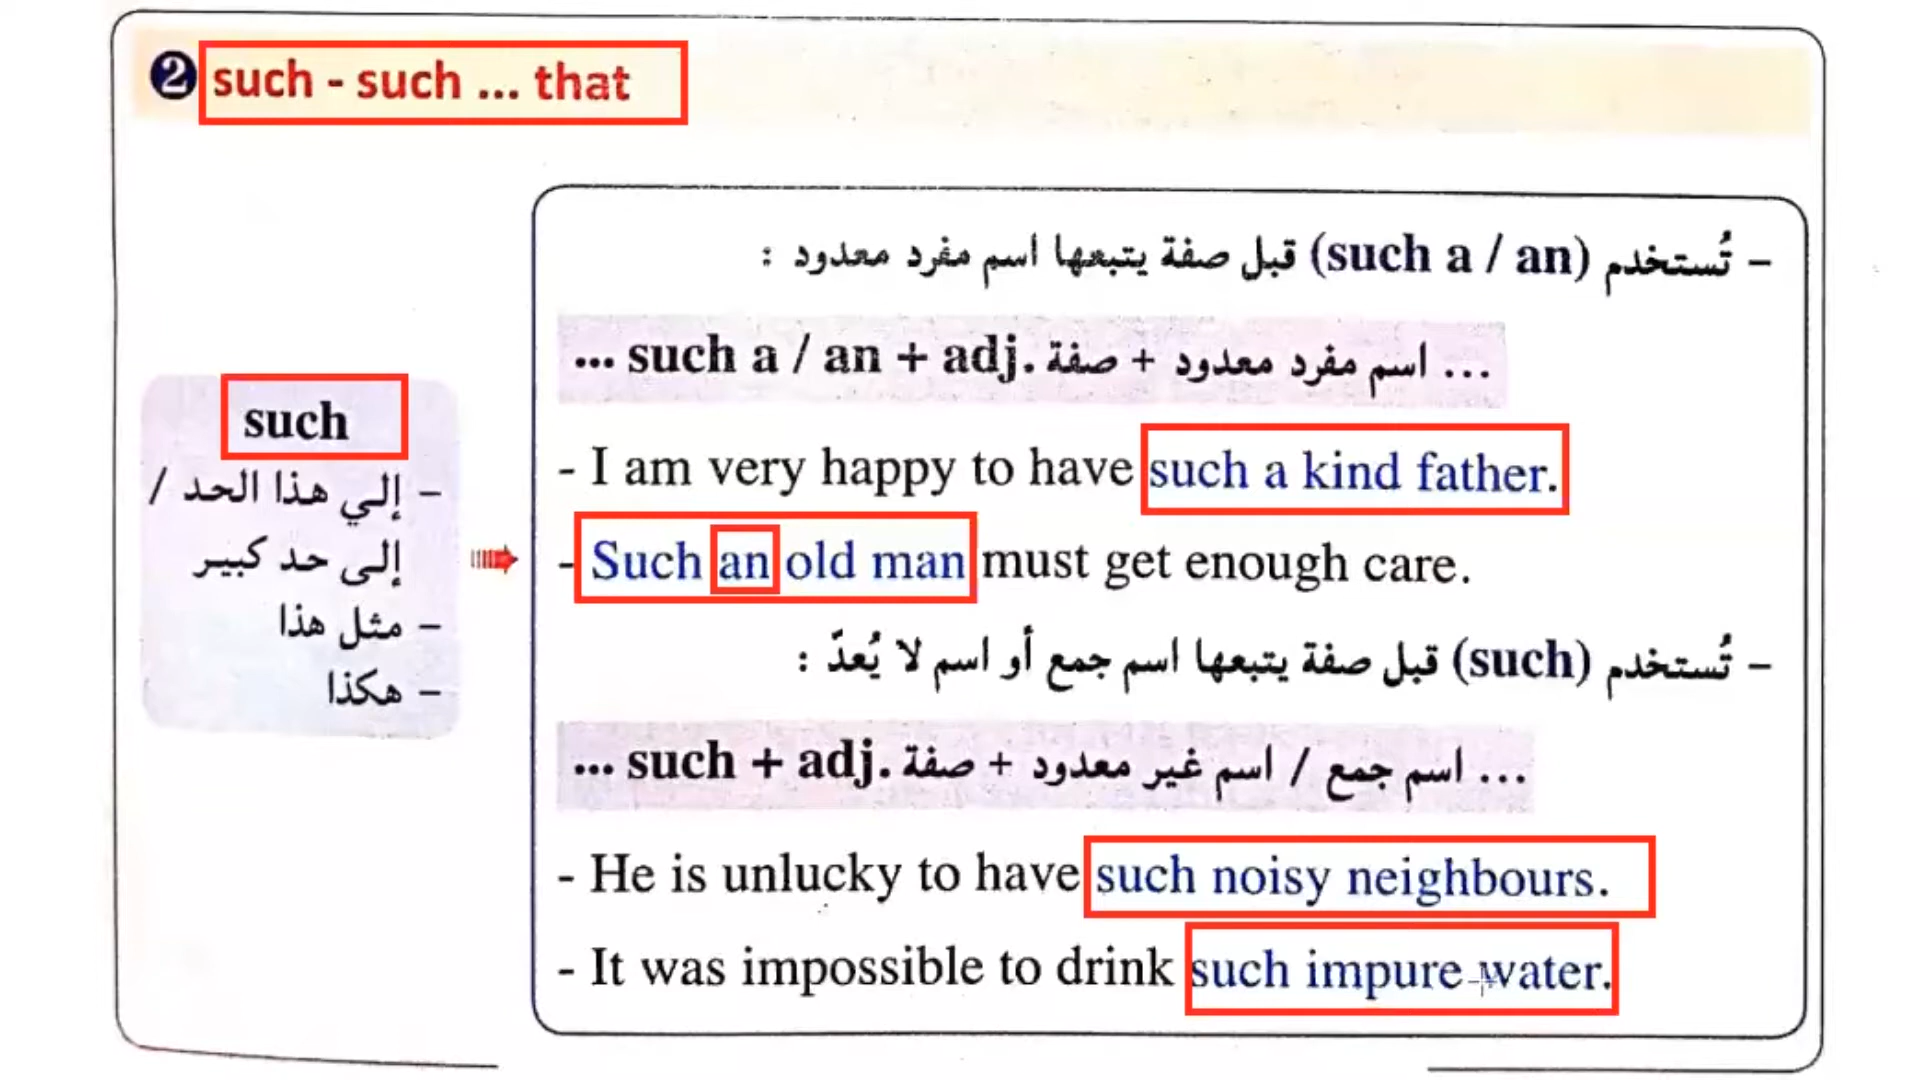 2 such - such ... that
such
- إلي هذا الحد /
إلى حد كبير
- مثل هذا
- هكذا
- تُستخدم (such a / an) قبل صفة يتبعها اسم مفرد معدود :
... such a / an + adj. صفة + اسم مفرد معدود ...
- I am very happy to have such a kind father.
- Such an old man must get enough care.
- تُستخدم (such) قبل صفة يتبعها اسم جمع أو اسم لا يُعدّ :
... such + adj. صفة + اسم غير معدود / اسم جمع ...
- He is unlucky to have such noisy neighbours.
- It was impossible to drink such impure water.